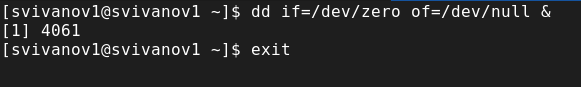 [svivanov1@svivanov1 ~]$ dd if=/dev/zero of=/dev/null &
[1] 4061
[svivanov1@svivanov1 ~]$ exit